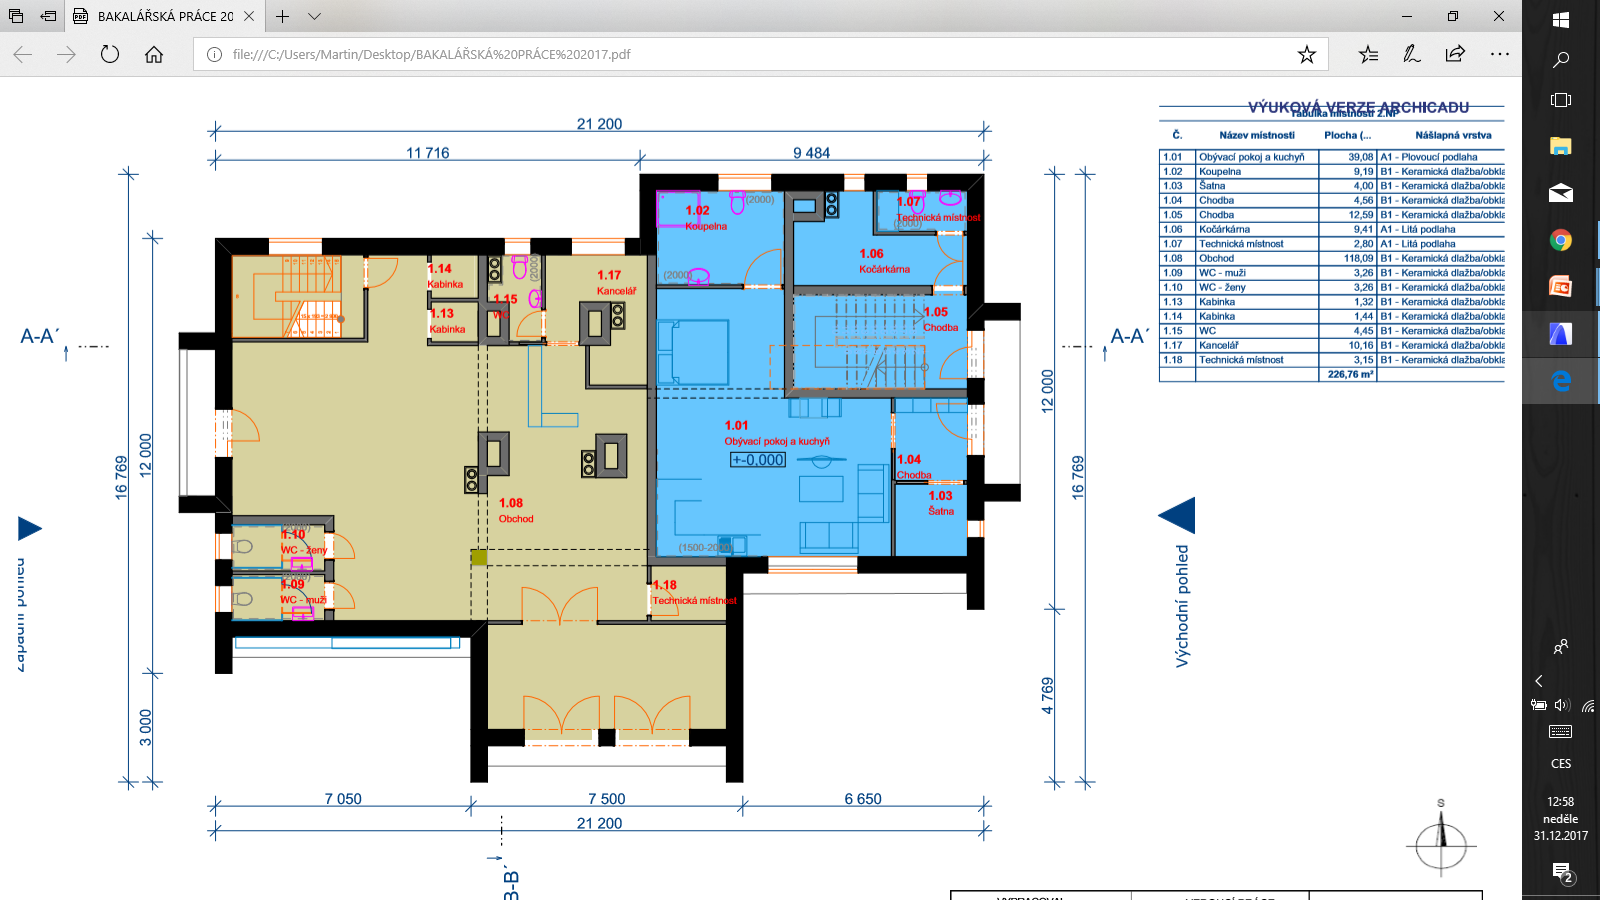 BAKALÁŘSKÁ PRÁCE 20
file:///C:/Users/Martin/Desktop/BAKALÁŘSKÁ%20PRÁCE%202017.pdf
VÝUKOVÁ VERZE ARCHICADU
Tabulka místností 2.NP
Č. Název místnosti Plocha (... Nášlapná vrstva
1.01 Obývací pokoj a kuchyň 39,08 A1 - Plovoucí podlaha
1.02 Koupelna 9,19 B1 - Keramická dlažba/obkla
1.03 Šatna 4,00 B1 - Keramická dlažba/obkla
1.04 Chodba 4,56 B1 - Keramická dlažba/obkla
1.05 Chodba 12,59 B1 - Keramická dlažba/obkla
1.06 Kočárkárna 9,41 A1 - Litá podlaha
1.07 Technická místnost 2,80 A1 - Litá podlaha
1.08 Obchod 118,09 B1 - Keramická dlažba/obkla
1.09 WC - muži 3,26 B1 - Keramická dlažba/obkla
1.10 WC - ženy 3,26 B1 - Keramická dlažba/obkla
1.13 Kabinka 1,32 B1 - Keramická dlažba/obkla
1.14 Kabinka 1,44 B1 - Keramická dlažba/obkla
1.15 WC 4,45 B1 - Keramická dlažba/obkla
1.17 Kancelář 10,16 B1 - Keramická dlažba/obkla
1.18 Technická místnost 3,15 B1 - Keramická dlažba/obkla
226,76 m²
21 200
11 716
9 484
1.02
Koupelna
(2000)
(2000)
1.07
Technická místnost
(2000)
1.06
Kočárkárna
1.14
Kabinka
1.13
Kabinka
1.15
WC
(2000)
1.17
Kancelář
1.05
Chodba
A-A´
A-A´
1.01
Obývací pokoj a kuchyň
+-0,000
1.04
Chodba
1.03
Šatna
(1500-2000)
1.08
Obchod
(2000)
1.10
WC - ženy
(2000)
1.09
WC - muži
1.18
Technická místnost
16 769
12 000
3 000
12 000
16 769
4 769
Západní pohled
Východní pohled
7 050
7 500
6 650
21 200
B-B´
S
VYPRACOVAL
VEDOUCÍ PRÁCE
CES
12:58
neděle
31.12.2017
2